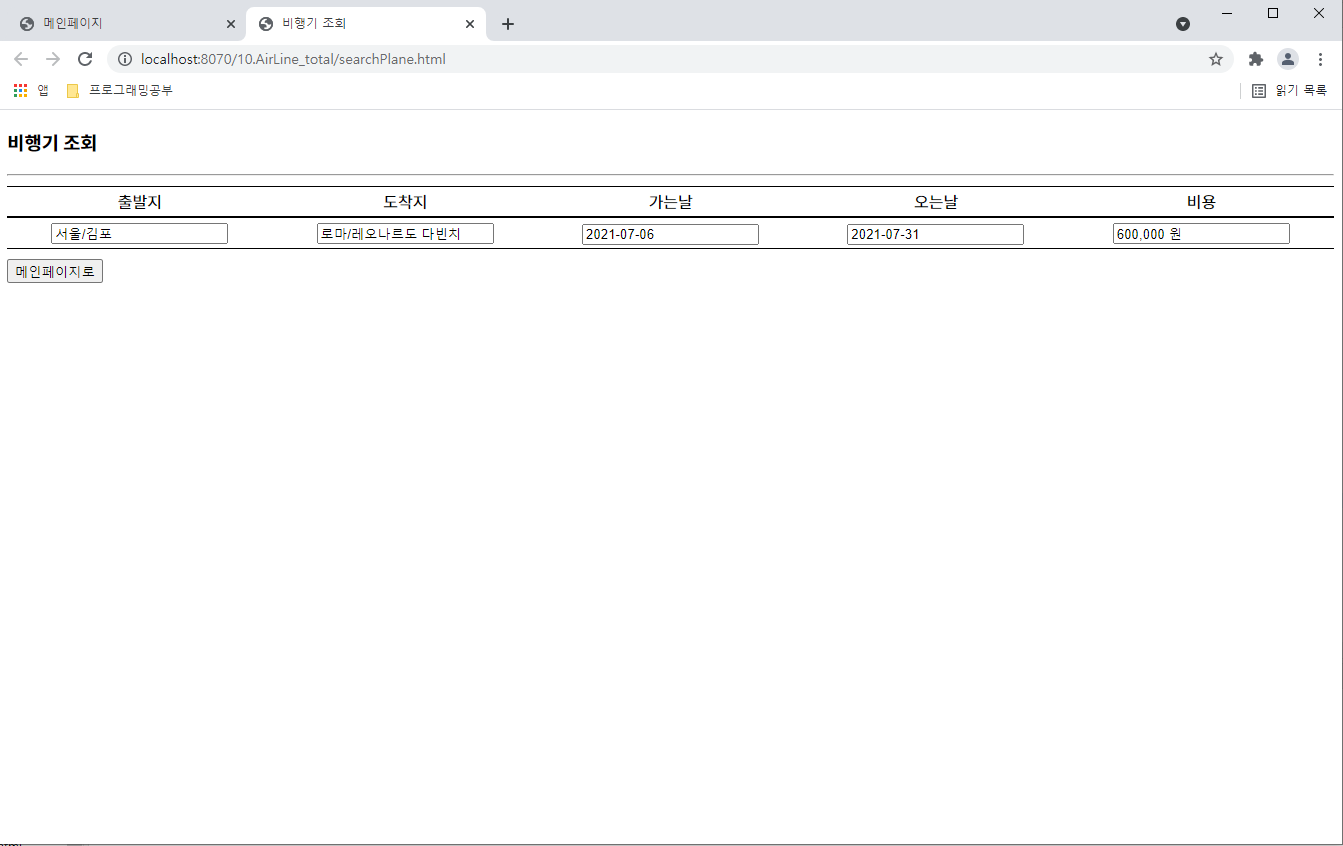 메인페이지 비행기 조회
localhost:8070/10.AirLine_total/searchPlane.html
앱 프로그래밍공부 읽기 목록
비행기 조회
출발지 도착지 가는날 오는날 비용
서울/김포 로마/레오나르도 다빈치 2021-07-06 2021-07-31 600,000 원
메인페이지로